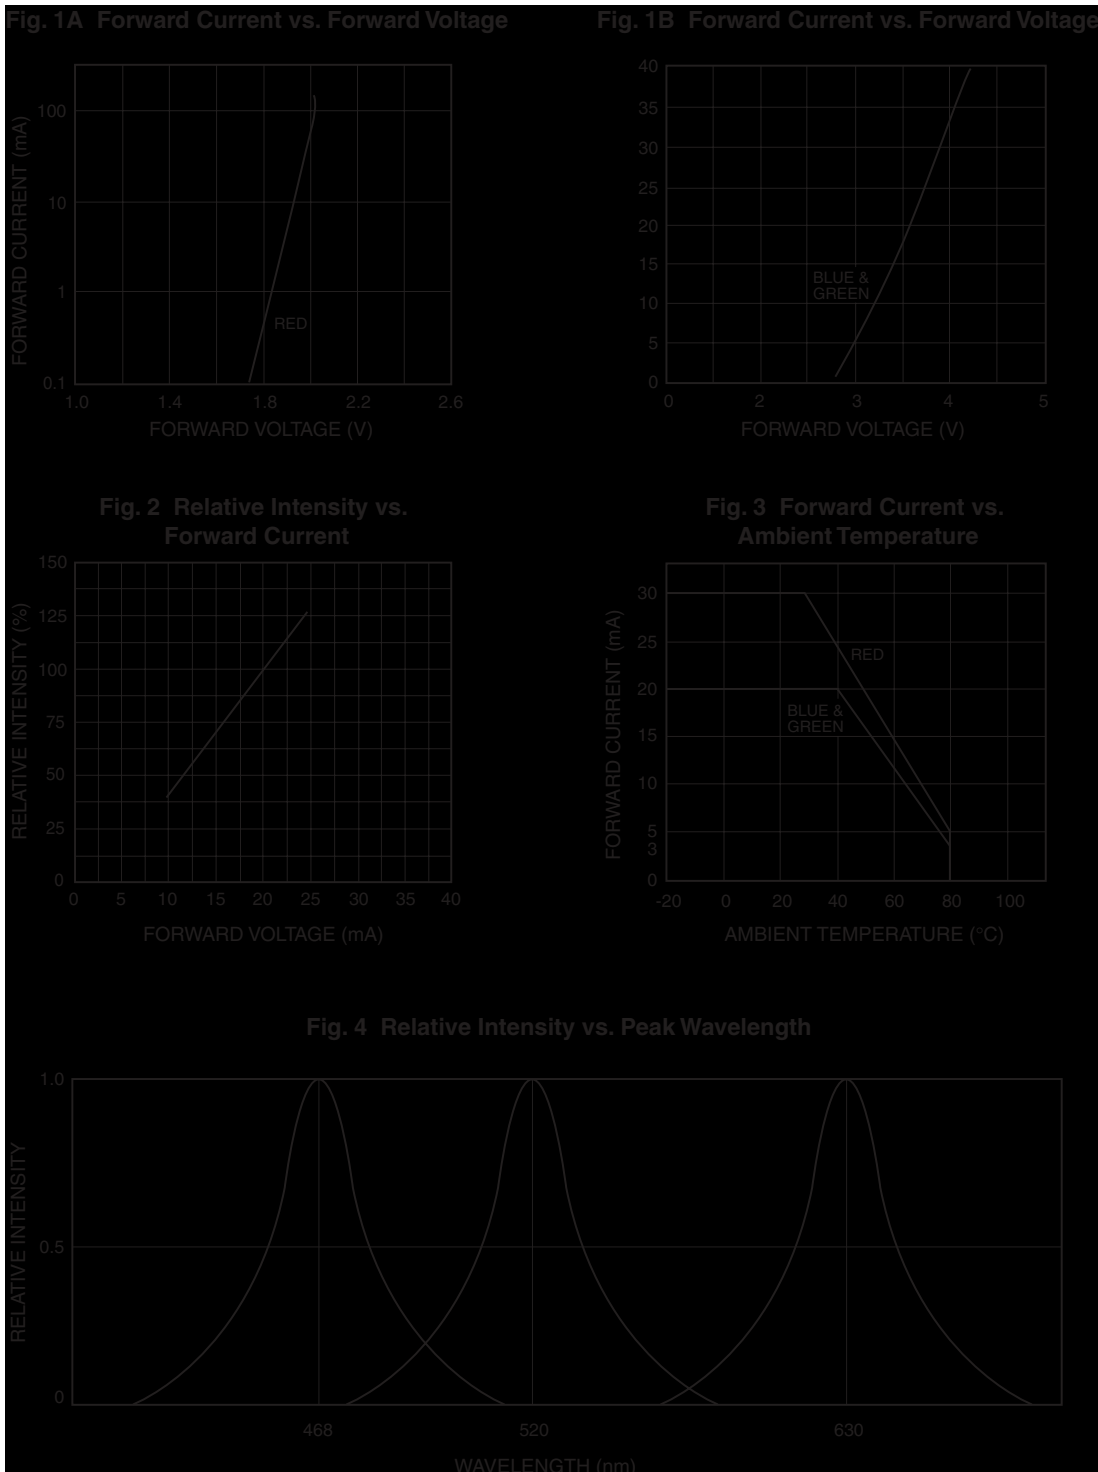 Fig. 1A Forward Current vs. Forward Voltage
FORWARD CURRENT (mA)
100
10
1
0.1
RED
1.0 1.4 1.8 2.2 2.6
FORWARD VOLTAGE (V)
Fig. 1B Forward Current vs. Forward Voltage
40
35
30
25
20
15
10
5
0
BLUE &
GREEN
0 2 3 4 5
FORWARD VOLTAGE (V)
Fig. 2 Relative Intensity vs.
Forward Current
RELATIVE INTENSITY (%)
150
125
100
75
50
25
0
0 5 10 15 20 25 30 35 40
FORWARD VOLTAGE (mA)
Fig. 3 Forward Current vs.
Ambient Temperature
FORWARD CURRENT (mA)
30
25
20
15
10
5
3
0
RED
BLUE &
GREEN
-20 0 20 40 60 80 100
AMBIENT TEMPERATURE (°C)
Fig. 4 Relative Intensity vs. Peak Wavelength
RELATIVE INTENSITY
1.0
0.5
0
468 520 630
WAVELENGTH (nm)